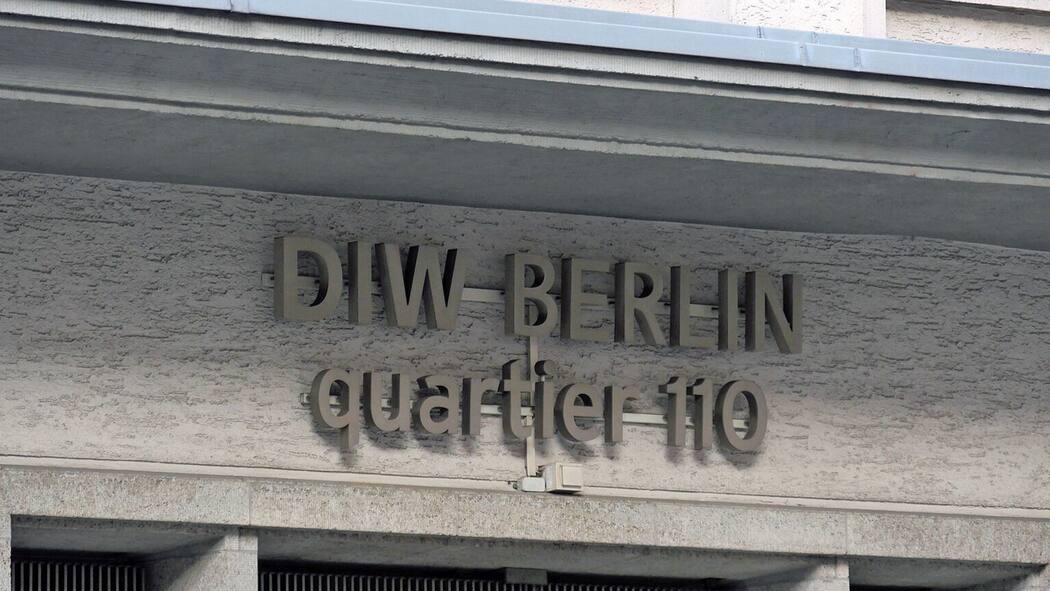 DIW BERLIN
quartier 110